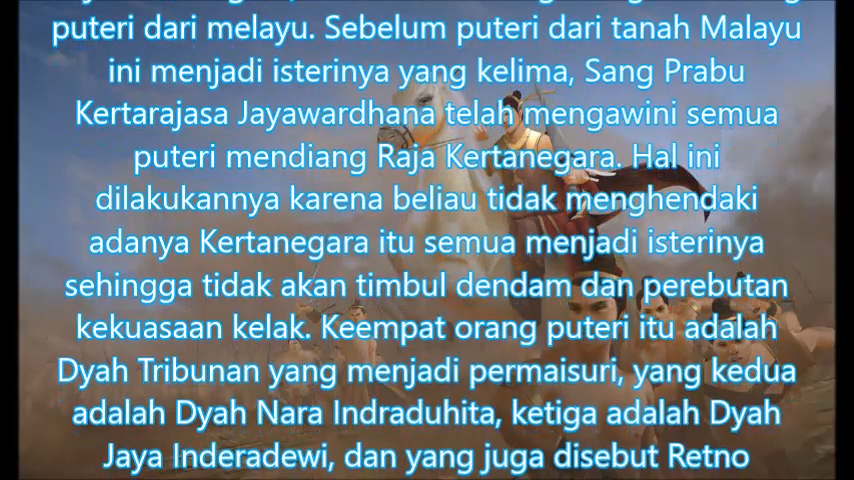 puteri dari melayu. Sebelum puteri dari tanah Malayu
ini menjadi isterinya yang kelima, Sang Prabu
Kertarajasa Jayawardhana telah mengawini semua
puteri mendiang Raja Kertanegara. Hal ini
dilakukannya karena beliau tidak menghendaki
adanya Kertanegara itu semua menjadi isterinya
sehingga tidak akan timbul dendam dan perebutan
kekuasaan kelak. Keempat orang puteri itu adalah
Dyah Tribunan yang menjadi permaisuri, yang kedua
adalah Dyah Nara Indraduhita, ketiga adalah Dyah
Jaya Inderadewi, dan yang juga disebut Retno